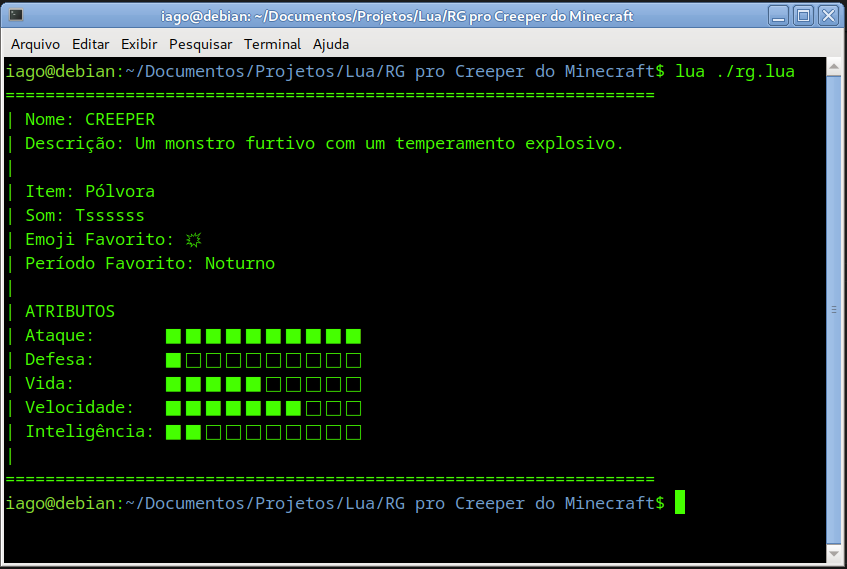 iago@debian: ~/Documentos/Projetos/Lua/RG pro Creeper do Minecraft
Arquivo Editar Exibir Pesquisar Terminal Ajuda
iago@debian:~/Documentos/Projetos/Lua/RG pro Creeper do Minecraft$ lua ./rg.lua
=================================================================
| Nome: CREEPER
| Descrição: Um monstro furtivo com um temperamento explosivo.
|
| Item: Pólvora
| Som: Tssssss
| Emoji Favorito: 💥
| Período Favorito: Noturno
|
| ATRIBUTOS
| Ataque: ■■■■■■■■■■
| Defesa: ■□□□□□□□□□
| Vida: ■■■■■□□□□□
| Velocidade: ■■■■■■■□□□
| Inteligência: ■■□□□□□□□□
|
=================================================================
iago@debian:~/Documentos/Projetos/Lua/RG pro Creeper do Minecraft$